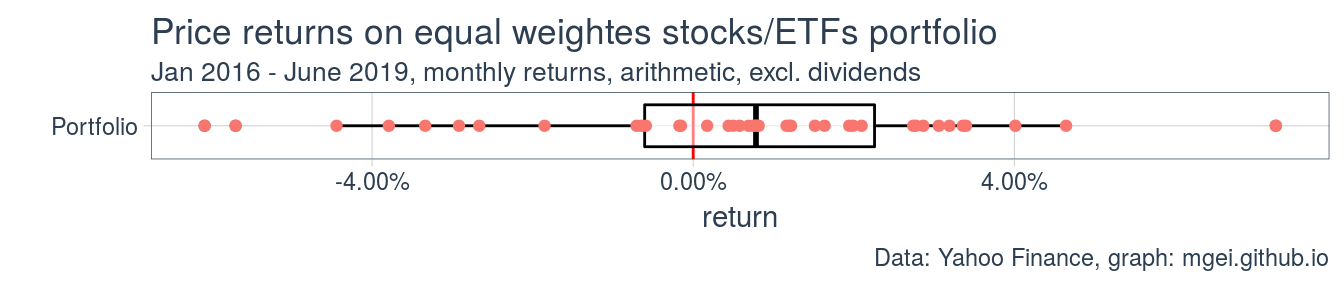 Price returns on equal weightes stocks/ETFs portfolio
Jan 2016 - June 2019, monthly returns, arithmetic, excl. dividends
Portfolio
-4.00% 0.00% 4.00%
return
Data: Yahoo Finance, graph: mgei.github.io